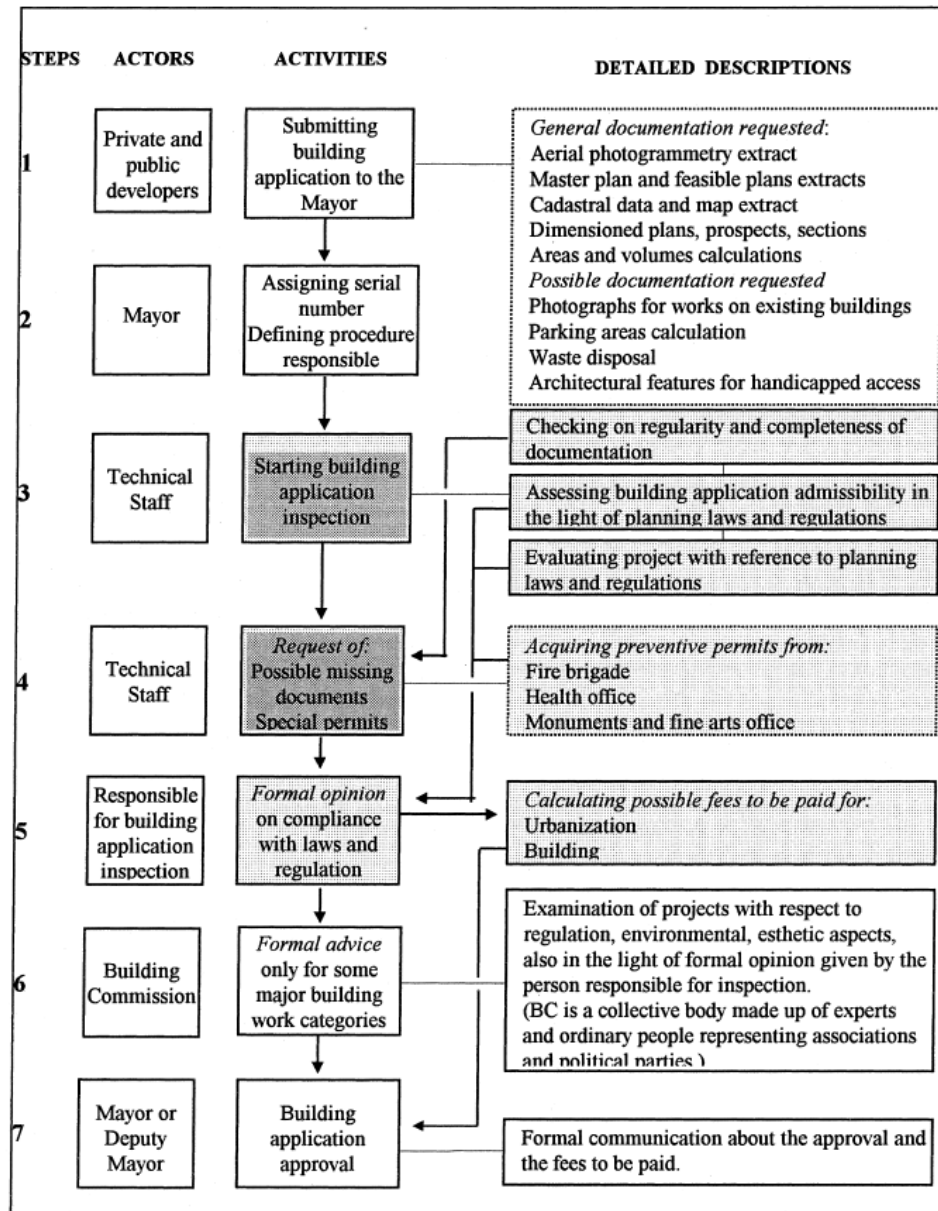 STEPS ACTORS ACTIVITIES DETAILED DESCRIPTIONS
1
Private and
public
developers
Submitting
building
application to the
Mayor
General documentation requested:
Aerial photogrammetry extract
Master plan and feasible plans extracts
Cadastral data and map extract
Dimensioned plans, prospects, sections
Areas and volumes calculations
Possible documentation requested
Photographs for works on existing buildings
Parking areas calculation
Waste disposal
Architectural features for handicapped access
2
Mayor
Assigning serial
number
Defining procedure
responsible
3
Technical
Staff
Starting building
application
inspection
Checking on regularity and completeness of
documentation
Assessing building application admissibility in
the light of planning laws and regulations
Evaluating project with reference to planning
laws and regulations
4
Technical
Staff
Request of:
Possible missing
documents
Special permits
Acquiring preventive permits from:
Fire brigade
Health office
Monuments and fine arts office
5
Responsible
for building
application
inspection
Formal opinion
on compliance
with laws and
regulation
Calculating possible fees to be paid for:
Urbanization
Building
6
Building
Commission
Formal advice
only for some
major building
work categories
Examination of projects with respect to
regulation, environmental, esthetic aspects,
also in the light of formal opinion given by the
person responsible for inspection.
(BC is a collective body made up of experts
and ordinary people representing associations
and political parties.)
7
Mayor or
Deputy
Mayor
Building
application
approval
Formal communication about the approval and
the fees to be paid.